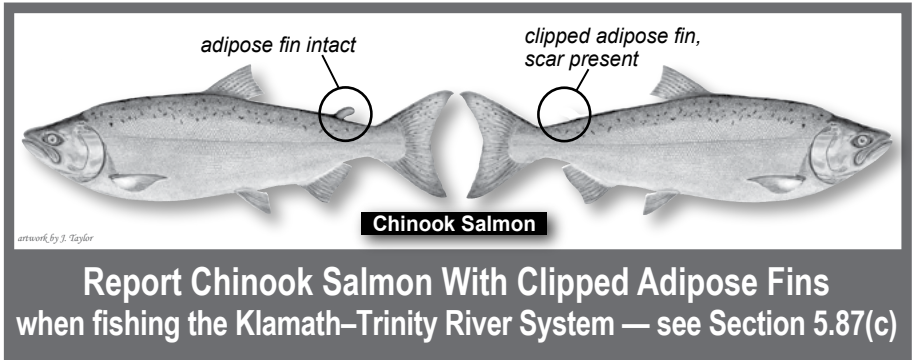 adipose fin intact
clipped adipose fin,
scar present
Chinook Salmon
artwork by J. Taylor
Report Chinook Salmon With Clipped Adipose Fins
when fishing the Klamath–Trinity River System — see Section 5.87(c)